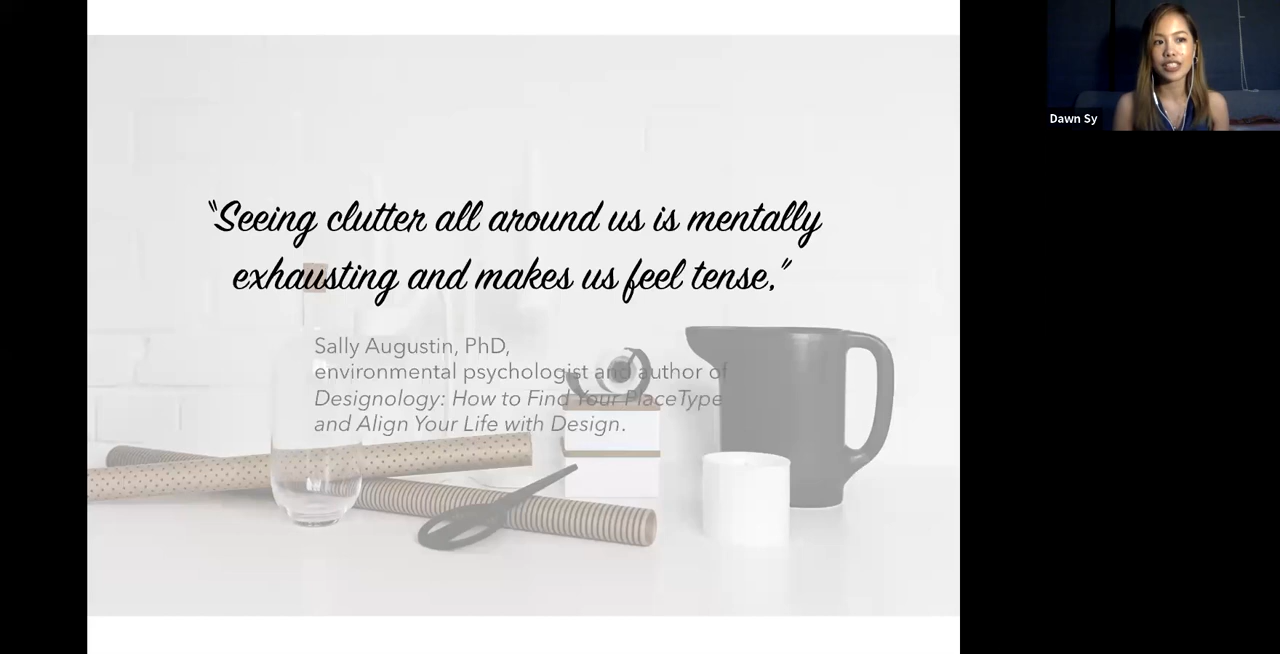 “Seeing clutter all around us is mentally
exhausting and makes us feel tense,”
Sally Augustin, PhD,
environmental psychologist and author of
Designology: How to Find Your PlaceType
and Align Your Life with Design.
Dawn Sy